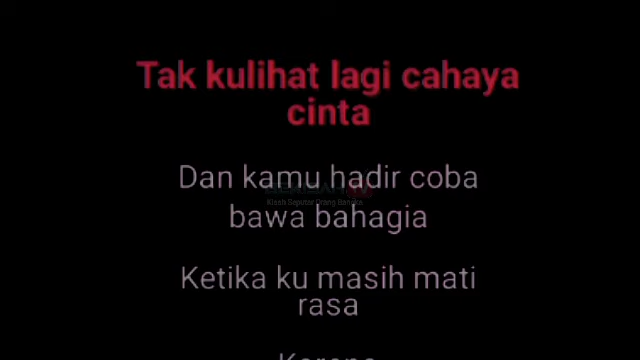 Tak kulihat lagi cahaya
cinta
Dan kamu hadir coba
bawa bahagia
Kisah Seputar Orang Bangka
Ketika ku masih mati
rasa
Karena